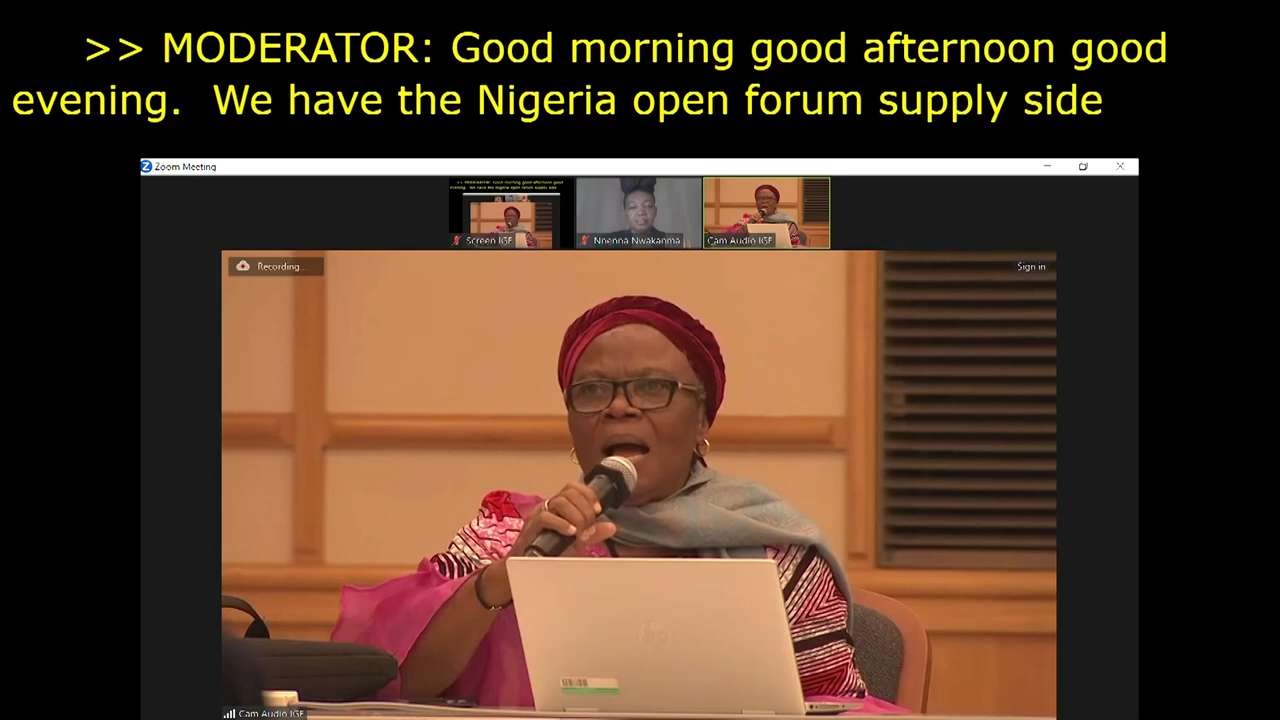 >> MODERATOR: Good morning good afternoon good
evening. We have the Nigeria open forum supply side
Zoom Meeting
Screen IGF
Nnenna Nwakanma
Cam Audio IGF
Recording...
Sign in
hp
Cam Audio IGF